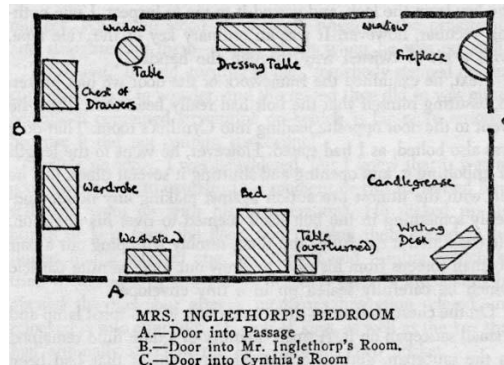 window
window
Table
Dressing Table
Fireplace
Chest of Drawers
B
Wardrobe
Bed
Candlegrease
Washstand
Table (overturned)
Writing Desk
A
MRS. INGLETHORP'S BEDROOM
A.—Door into Passage
B.—Door into Mr. Inglethorp's Room.
C.—Door into Cynthia's Room